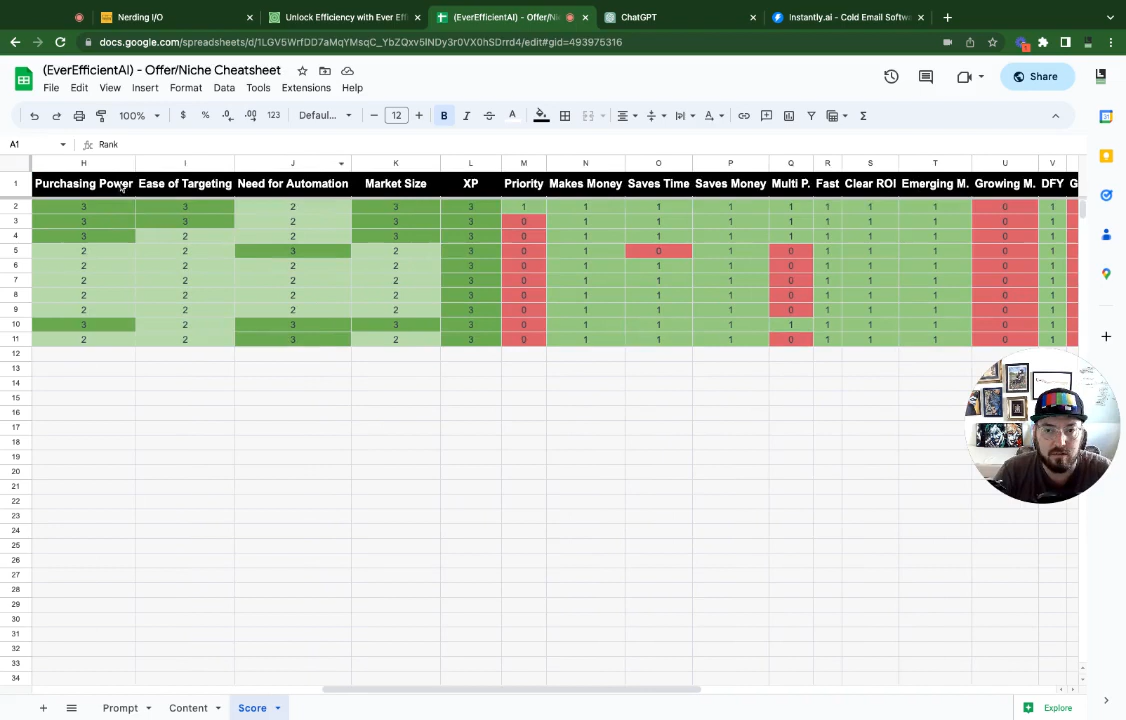 Nerding I/O
Unlock Efficiency with Ever Effi
(EverEfficientAI) - Offer/Nic
ChatGPT
Instantly.ai - Cold Email Softwa
docs.google.com/spreadsheets/d/1LGV5WrfDD7aMqYMsqC_YbZQxv5lNDy3r0VX0hSDrrd4/edit#gid=493975316
(EverEfficientAI) - Offer/Niche Cheatsheet
File Edit View Insert Format Data Tools Extensions Help
Share
100% $ % .0 .00 123 Defaul... 12 B I A
A1 Rank
H I J K L M N O P Q R S T U V
1 Purchasing Power Ease of Targeting Need for Automation Market Size XP Priority Makes Money Saves Time Saves Money Multi P. Fast Clear ROI Emerging M. Growing M. DFY G
2 3 3 2 3 3 1 1 1 1 1 1 1 1 0 1
3 3 3 2 3 3 0 1 1 1 1 1 1 1 0 1
4 3 2 2 3 3 0 1 1 1 1 1 1 1 0 1
5 2 2 3 2 3 0 1 0 1 0 1 1 1 0 1
6 2 2 2 2 3 0 1 1 1 0 1 1 1 0 1
7 2 2 2 2 3 0 1 1 1 0 1 1 1 0 1
8 2 2 2 2 3 0 1 1 1 0 1 1 1 0 1
9 2 2 2 2 3 0 1 1 1 0 1 1 1 0 1
10 3 2 3 3 3 0 1 1 1 1 1 1 1 0 1
11 2 2 3 2 3 0 1 1 1 0 1 1 1 0 1
12
13
14
15
16
17
18
19
20
21
22
23
24
25
26
27
28
29
30
31
32
33
34
Prompt Content Score
Explore